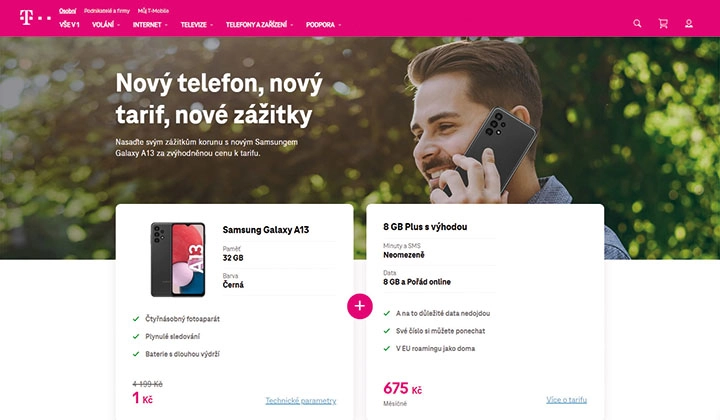 T
Osobní Podnikatelé a firmy Můj T-Mobile
VŠE V 1 VOLÁNÍ INTERNET TELEVIZE TELEFONY A ZAŘÍZENÍ PODPORA
Nový telefon, nový
tarif, nové zážitky
Nasaďte svým zážitkům korunu s novým Samsungem
Galaxy A13 za zvýhodněnou cenu k tarifu.
Samsung Galaxy A13
Paměť
32 GB
Barva
Černá
A13
Čtyřnásobný fotoaparát
Plynulé sledování
Baterie s dlouhou výdrží
4 199 Kč
1 Kč
Technické parametry
+
8 GB Plus s výhodou
Minuty a SMS
Neomezeně
Data
8 GB a Pořád online
A na to důležité data nedojdou
Své číslo si můžete ponechat
V EU roamingu jako doma
675 Kč
Měsíčně
Více o tarifu